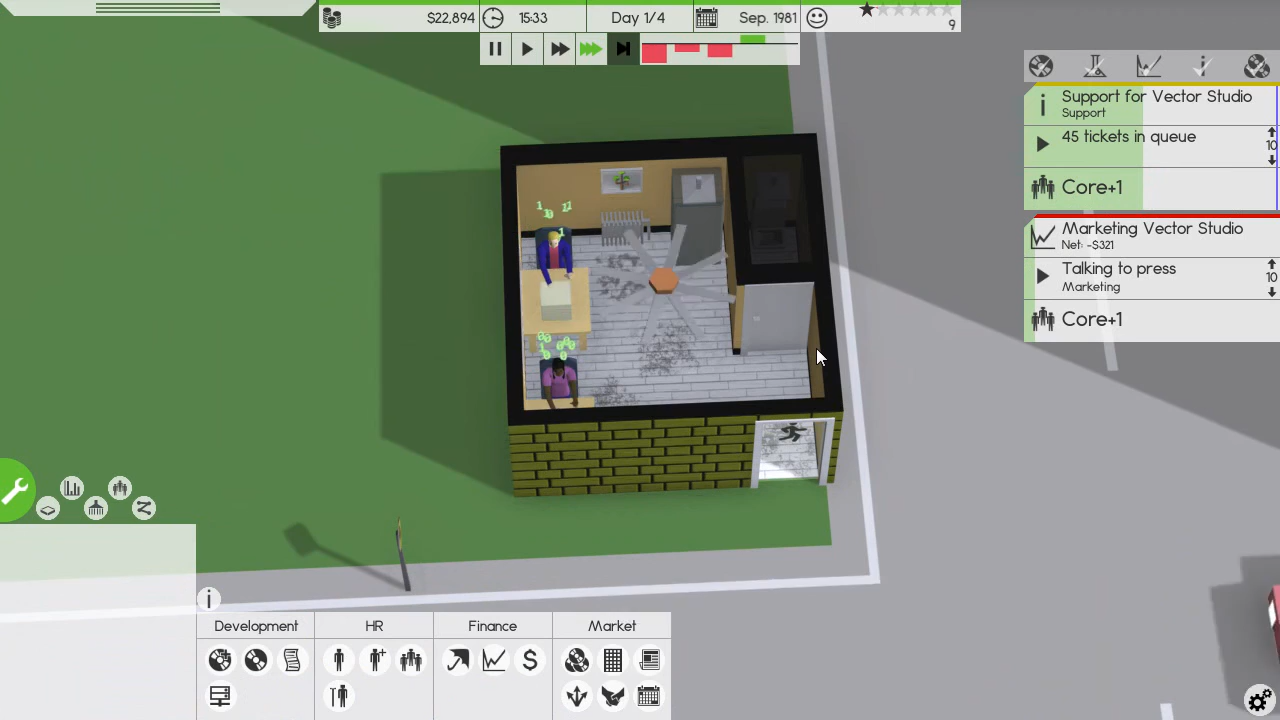 $22,894
15:33
Day 1/4
Sep. 1981
9
Support for Vector Studio
Support
45 tickets in queue
10
Core+1
Marketing Vector Studio
Net: -$321
Talking to press
Marketing
10
Core+1
Development
HR
Finance
Market